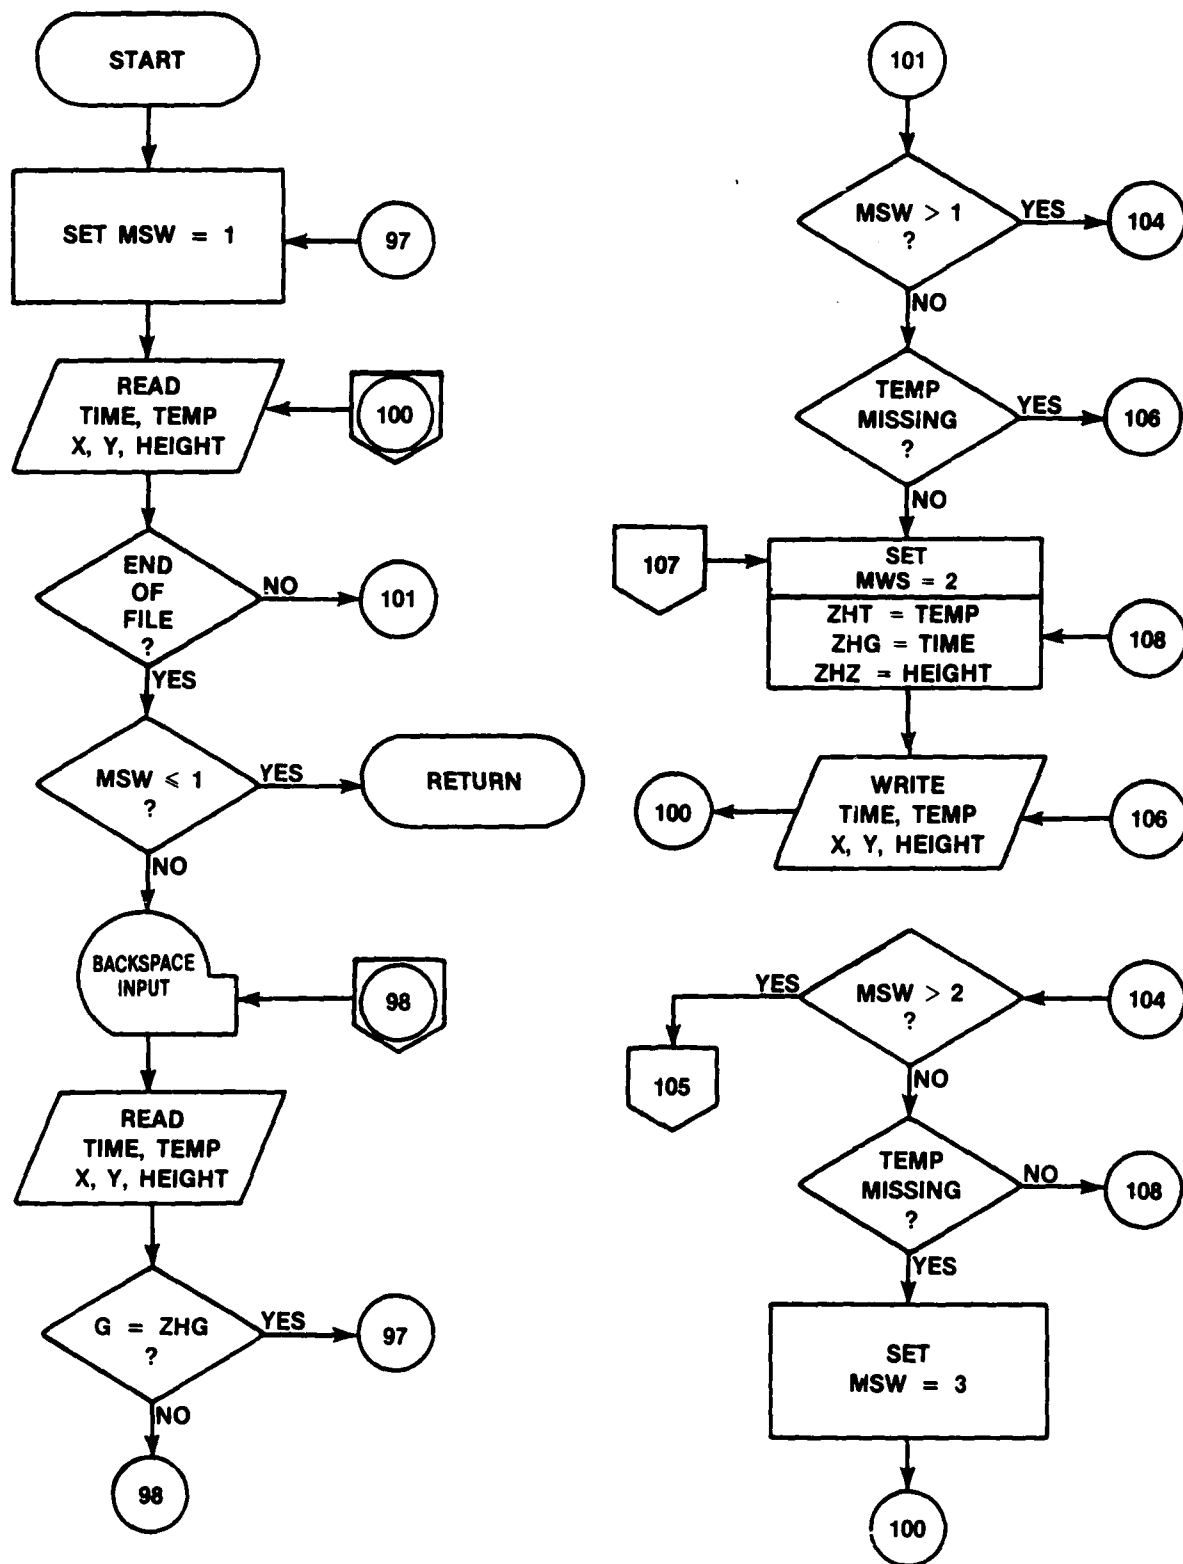 START
SET MSW = 1
97
READ
TIME, TEMP
X, Y, HEIGHT
100
END
OF
FILE
?
NO
101
YES
MSW ≤ 1
?
YES
RETURN
NO
BACKSPACE
INPUT
98
READ
TIME, TEMP
X, Y, HEIGHT
G = ZHG
?
YES
97
NO
98
101
MSW > 1
?
YES
104
NO
TEMP
MISSING
?
YES
106
NO
107
SET
MWS = 2
ZHT = TEMP
ZHG = TIME
ZHZ = HEIGHT
108
WRITE
TIME, TEMP
X, Y, HEIGHT
100
106
MSW > 2
?
YES
104
105
NO
TEMP
MISSING
?
NO
108
YES
SET
MSW = 3
100